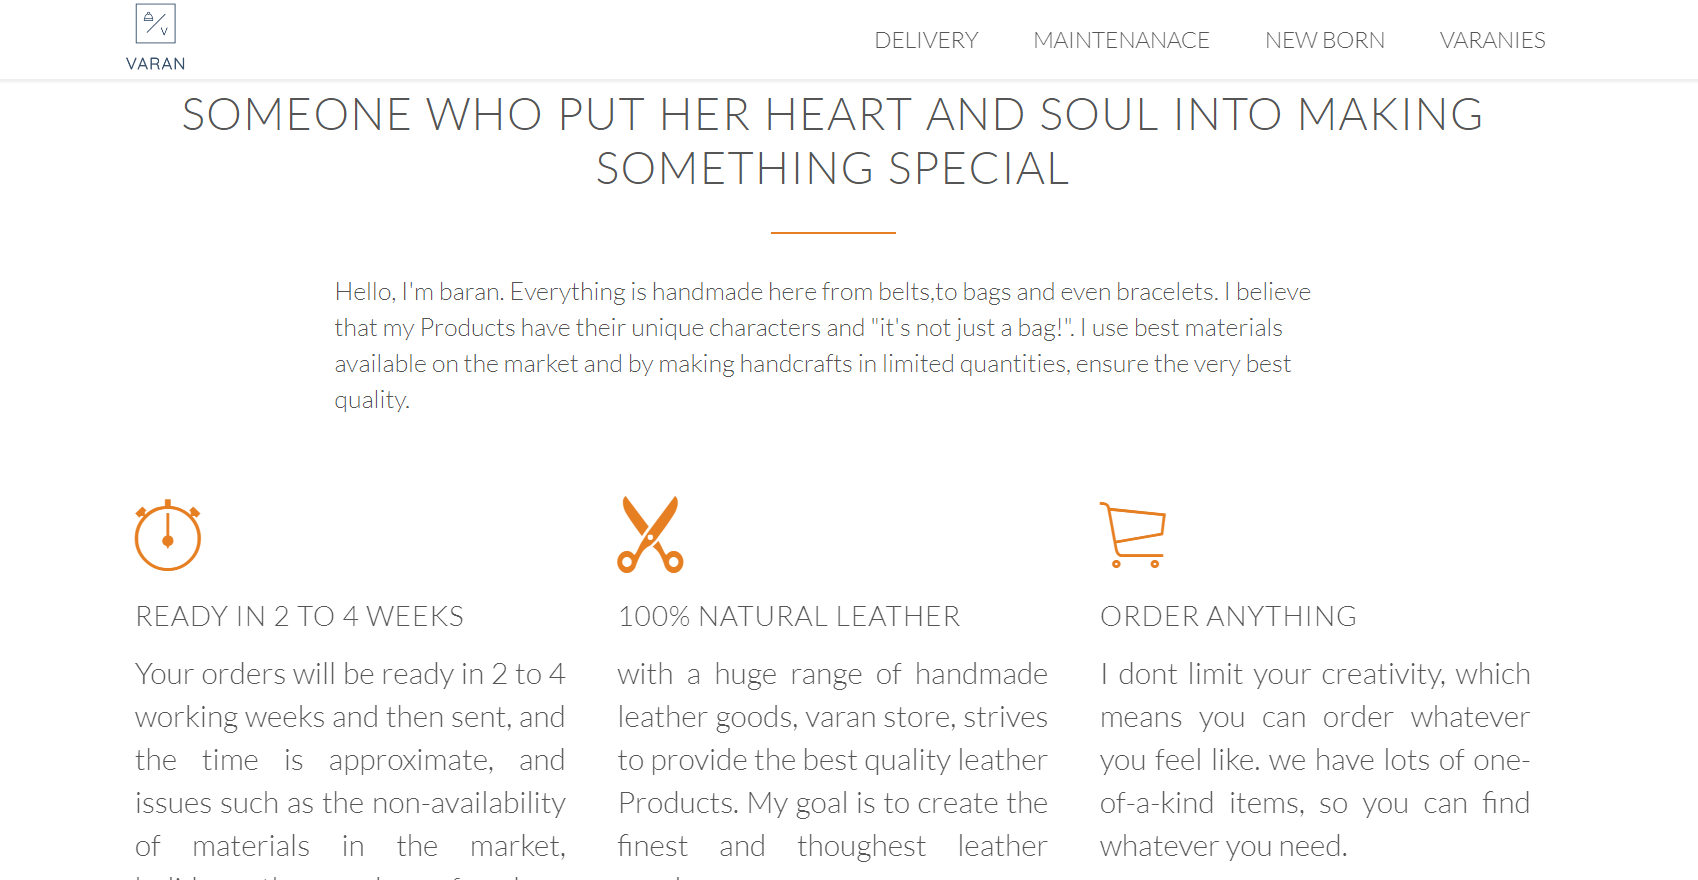 V
VARAN
DELIVERY MAINTENANACE NEW BORN VARANIES
SOMEONE WHO PUT HER HEART AND SOUL INTO MAKING
SOMETHING SPECIAL
Hello, I'm baran. Everything is handmade here from belts,to bags and even bracelets. I believe
that my Products have their unique characters and "it's not just a bag!". I use best materials
available on the market and by making handcrafts in limited quantities, ensure the very best
quality.
READY IN 2 TO 4 WEEKS
Your orders will be ready in 2 to 4
working weeks and then sent, and
the time is approximate, and
issues such as the non-availability
of materials in the market,
100% NATURAL LEATHER
with a huge range of handmade
leather goods, varan store, strives
to provide the best quality leather
Products. My goal is to create the
finest and thoughest leather
ORDER ANYTHING
I dont limit your creativity, which
means you can order whatever
you feel like. we have lots of one-
of-a-kind items, so you can find
whatever you need.